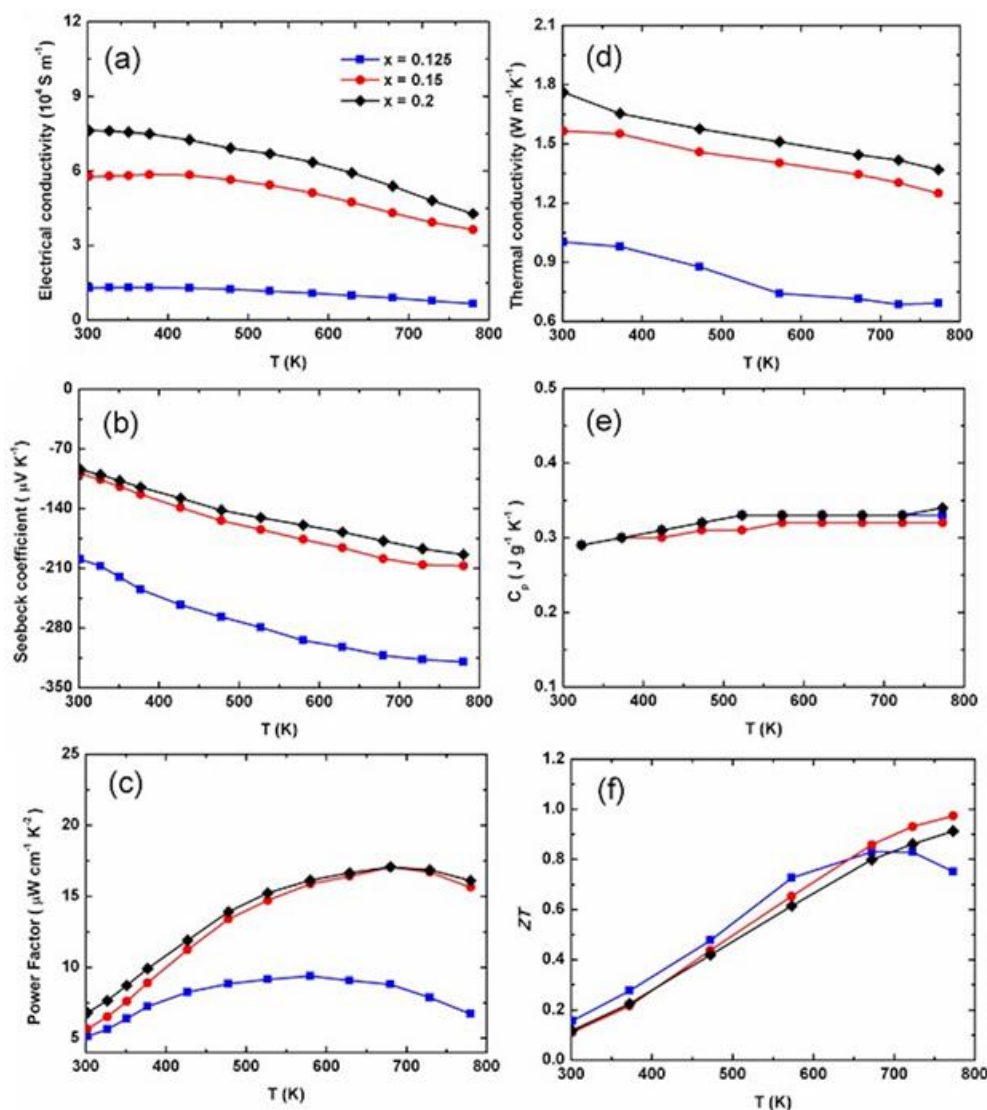 (a)
x = 0.125
x = 0.15
x = 0.2
Electrical conductivity (10⁴ S m⁻¹)
12
9
6
3
0
300 400 500 600 700 800
T (K)
(d)
Thermal conductivity (W m⁻¹K⁻¹)
2.1
1.8
1.5
1.2
0.9
0.6
300 400 500 600 700 800
T (K)
(b)
Seebeck coefficient ( μV K⁻¹)
0
-70
-140
-210
-280
-350
300 400 500 600 700 800
T (K)
(e)
Cₚ ( J g⁻¹ K⁻¹)
0.5
0.4
0.3
0.2
0.1
300 400 500 600 700 800
T (K)
(c)
Power Factor ( μW cm⁻¹ K⁻²)
25
20
15
10
5
300 400 500 600 700 800
T (K)
(f)
ZT
1.2
1.0
0.8
0.6
0.4
0.2
0.0
300 400 500 600 700 800
T (K)